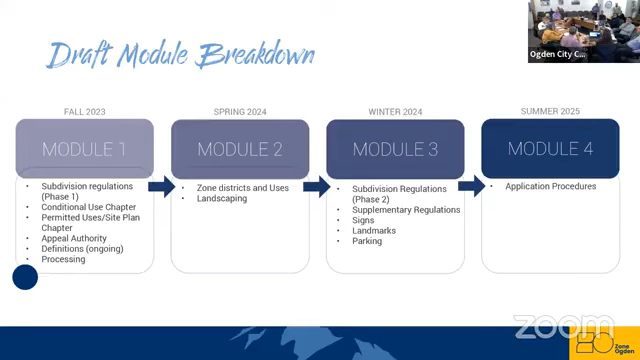 Draft Module Breakdown
Ogden City C...
FALL 2023
MODULE 1
• Subdivision regulations
(Phase 1)
• Conditional Use Chapter
• Permitted Uses/Site Plan
Chapter
• Appeal Authority
• Definitions (ongoing)
• Processing
SPRING 2024
MODULE 2
• Zone districts and Uses
• Landscaping
WINTER 2024
MODULE 3
• Subdivision Regulations
(Phase 2)
• Supplementary Regulations
• Signs
• Landmarks
• Parking
SUMMER 2025
MODULE 4
• Application Procedures
zoom
ZO
Zone
Ogden